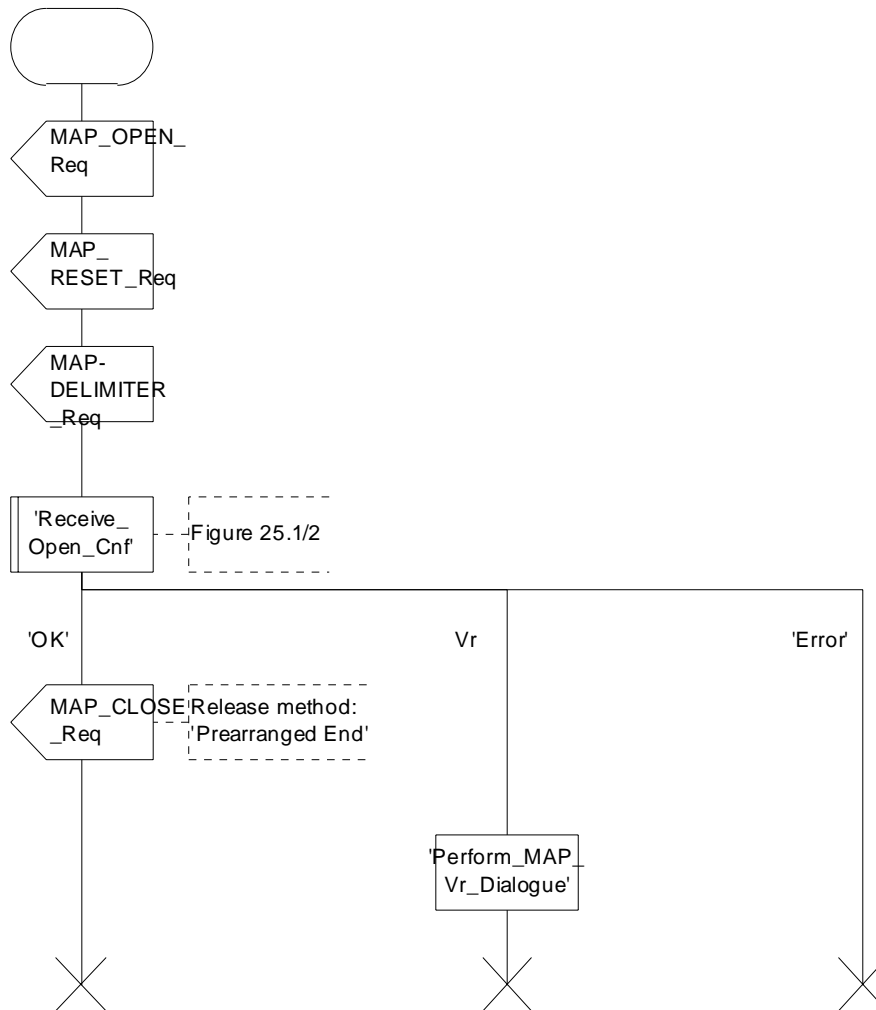 MAP_OPEN_
Req
MAP_
RESET_Req
MAP-
DELIMITER
_Req
'Receive_
Open_Cnf'
Figure 25.1/2
'OK'
Vr
'Error'
MAP_CLOSE
_Req
Release method:
'Prearranged End'
'Perform_MAP_
Vr_Dialogue'